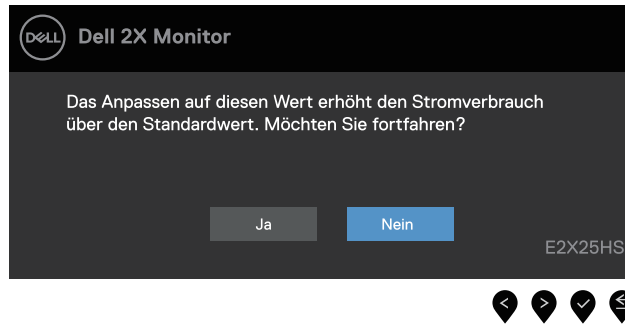 DELL Dell 2X Monitor
Das Anpassen auf diesen Wert erhöht den Stromverbrauch
über den Standardwert. Möchten Sie fortfahren?
Ja Nein
E2X25HS